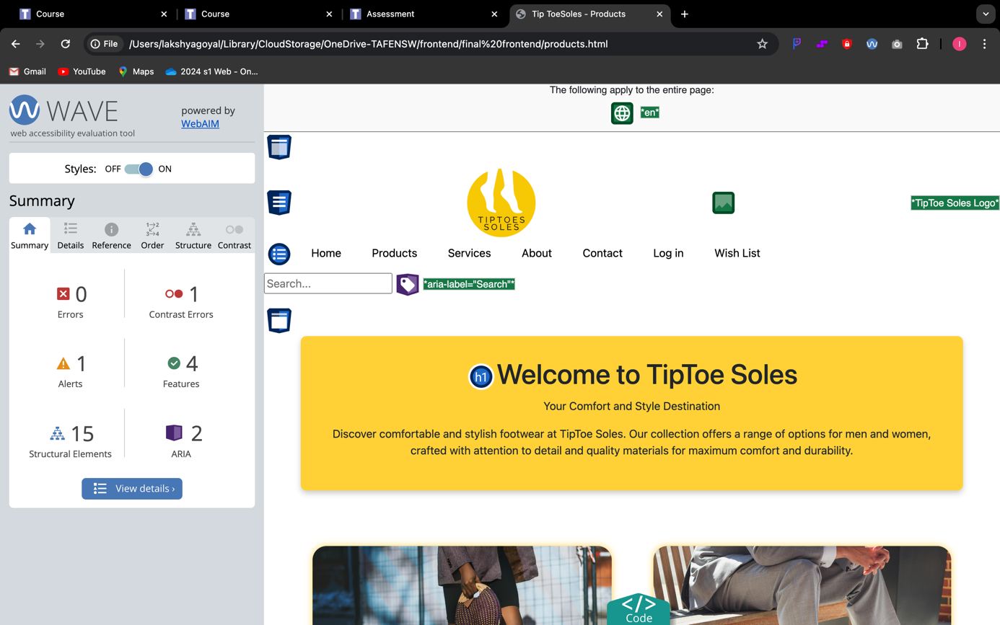 Course
Course
Assessment
Tip ToeSoles - Products
File
/Users/lakshyagoyal/Library/CloudStorage/OneDrive-TAFENSW/frontend/final%20frontend/products.html
Gmail
YouTube
Maps
2024 s1 Web - On...
WAVE
powered by
WebAIM
web accessibility evaluation tool
Styles: OFF ON
Summary
Summary
Details
Reference
Order
Structure
Contrast
0
Errors
1
Contrast Errors
1
Alerts
4
Features
15
Structural Elements
2
ARIA
View details ›
The following apply to the entire page:
*en*
TIPTOES
SOLES
*TipToe Soles Logo*
Home
Products
Services
About
Contact
Log in
Wish List
Search...
*aria-label="Search"*
h1
Welcome to TipToe Soles
Your Comfort and Style Destination
Discover comfortable and stylish footwear at TipToe Soles. Our collection offers a range of options for men and women,
crafted with attention to detail and quality materials for maximum comfort and durability.
</>
Code